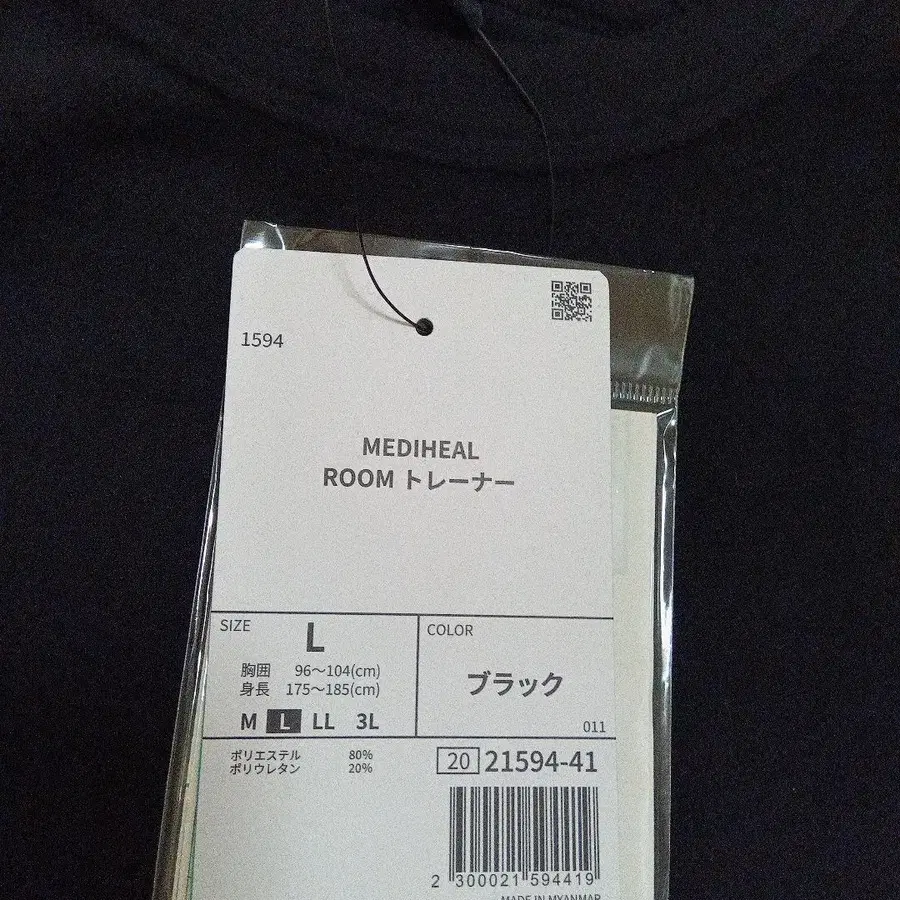 1594
MEDIHEAL
ROOM トレーナー
SIZE
L
胸囲 96〜104(cm)
身長 175〜185(cm)
M L LL 3L
COLOR
ブラック
011
ポリエステル 80%
ポリウレタン 20%
20 21594-41
2 300021 594419
MADE IN MYANMAR